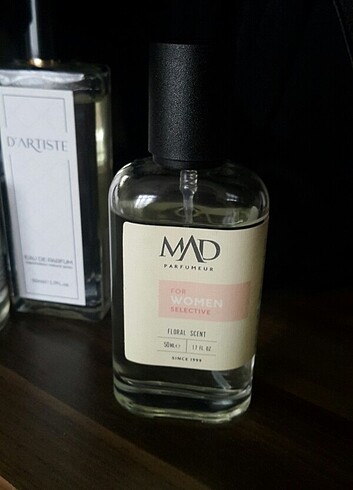 D'ARTISTE
EAU DE PARFUM
MAD
PARFUMEUR
FOR
WOMEN
SELECTIVE
FLORAL SCENT
50ml℮ 1.7 FL OZ.
SINCE 1999